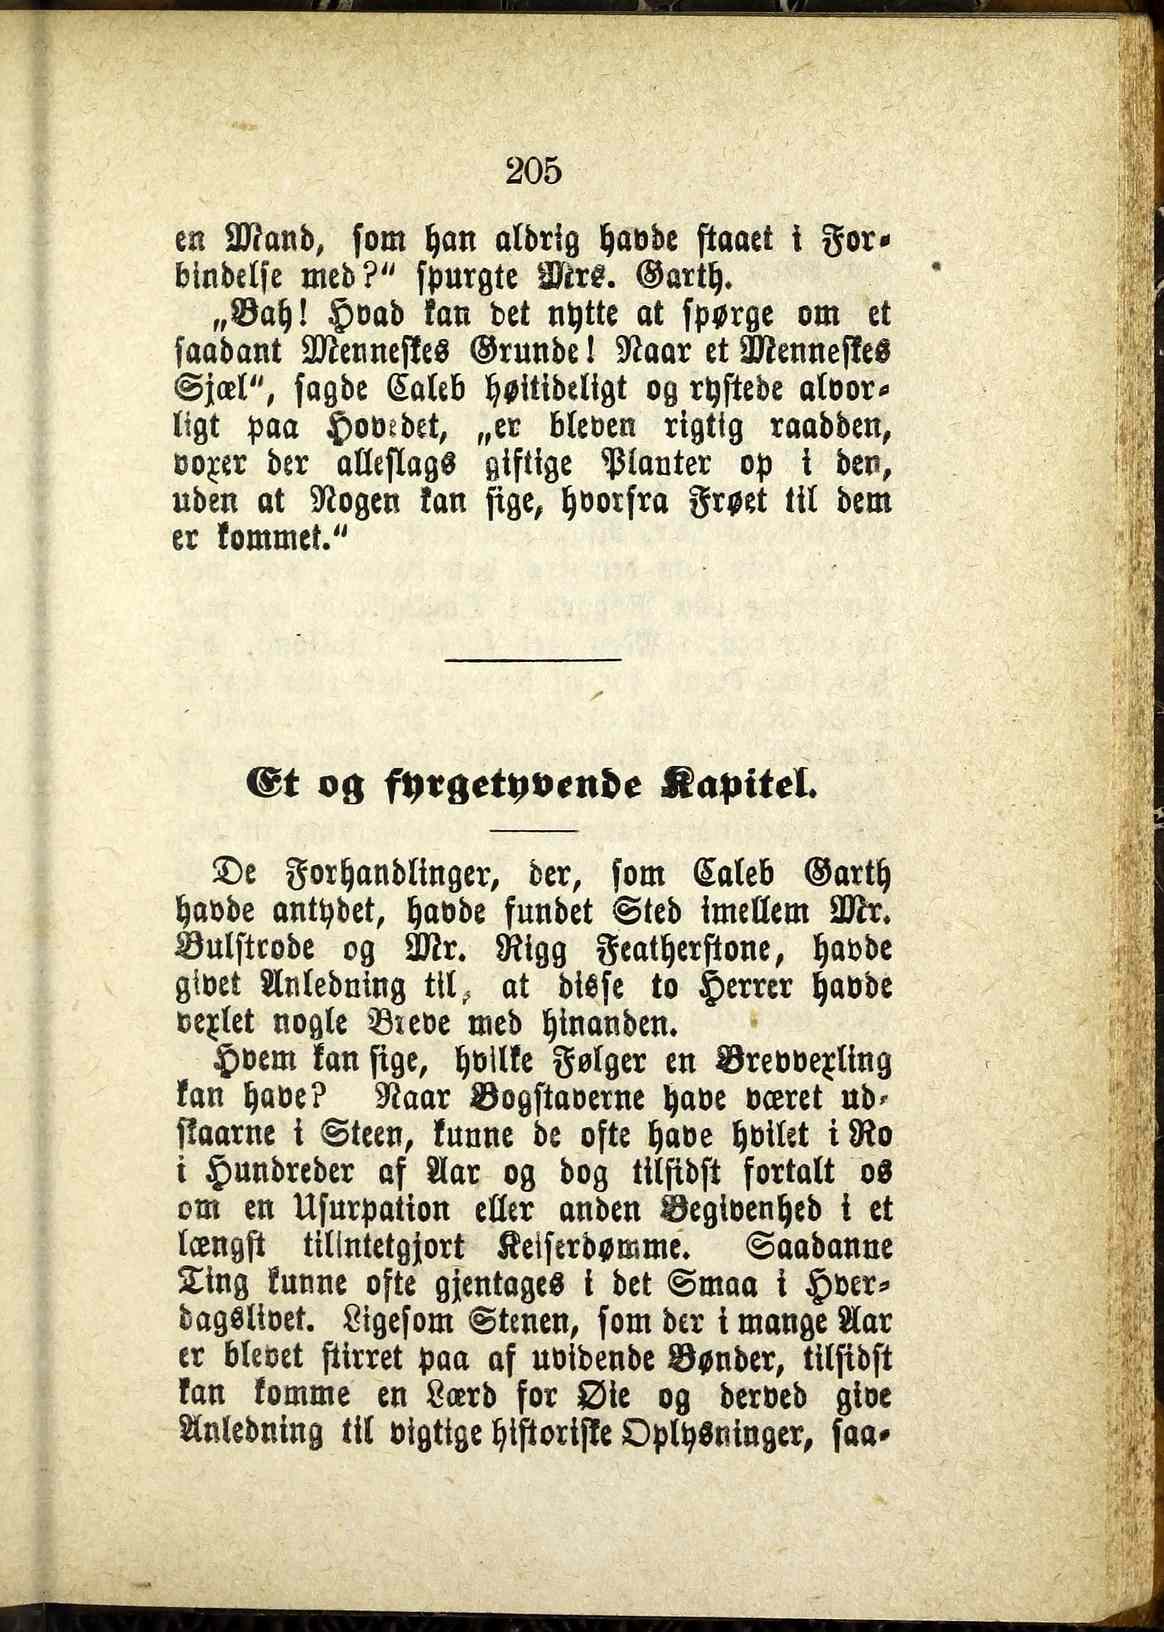 205
en Mand, som han aldrig havde staaet i For-
bindelse med?“ spurgte Mrs. Garth.
„Bah! Hvad kan det nytte at spørge om et
saadant Menneskes Grunde! Naar et Menneskes
Sjæl“, sagde Caleb høitideligt og rystede alvor-
ligt paa Hovedet, „er bleven rigtig raadden,
voxer der alleslags giftige Planter op i den,
uden at Nogen kan sige, hvorfra Frøet til dem
er kommet.“
Et og fyrgetyvende Kapitel.
De Forhandlinger, der, som Caleb Garth
havde antydet, havde fundet Sted imellem Mr.
Bulstrode og Mr. Rigg Featherstone, havde
givet Anledning til, at disse to Herrer havde
vexlet nogle Breve med hinanden.
Hvem kan sige, hvilke Følger en Brevvexling
kan have? Naar Bogstaverne have været ud-
skaarne i Steen, kunne de ofte have hvilet i Ro
i Hundreder af Aar og dog tilsidst fortalt os
om en Usurpation eller anden Begivenhed i et
længst tilintetgjort Keiserdømme. Saadanne
Ting kunne ofte gjentages i det Smaa i Hver-
dagslivet. Ligesom Stenen, som der i mange Aar
er blevet stirret paa af uvidende Bønder, tilsidst
kan komme en Lærd for Øie og derved give
Anledning til vigtige historiske Oplysninger, saa-